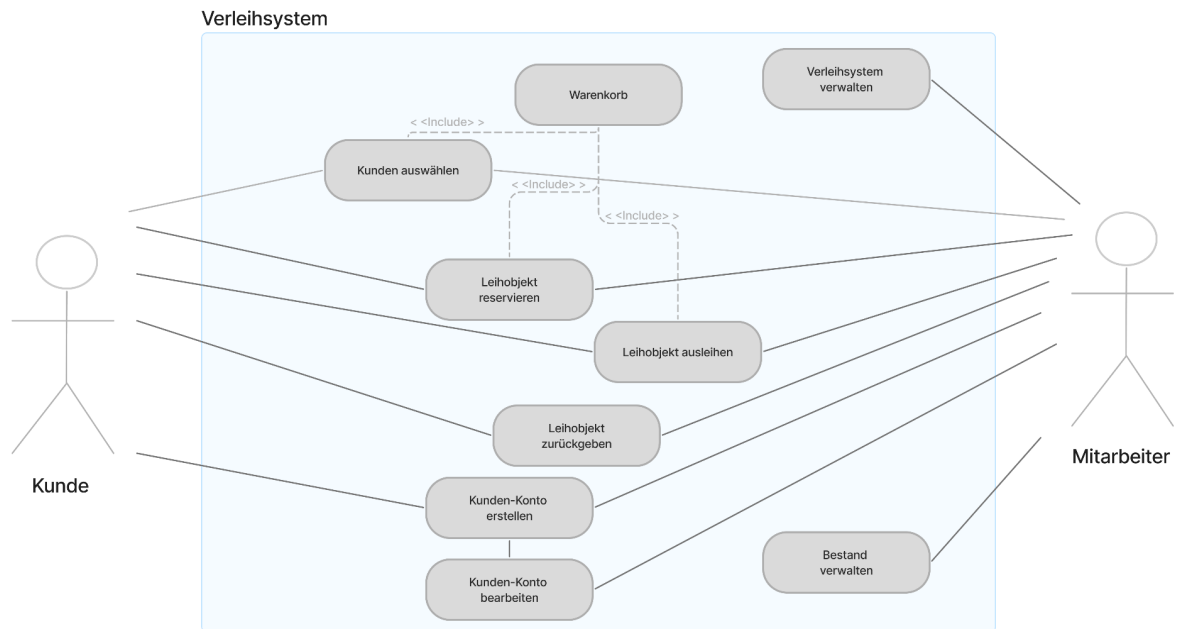 Verleihsystem
Verleihsystem
verwalten
Warenkorb
< <Include> >
Kunden auswählen
< <Include> >
< <Include> >
Leihobjekt
reservieren
Leihobjekt ausleihen
Leihobjekt
zurückgeben
Kunde
Mitarbeiter
Kunden-Konto
erstellen
Bestand
verwalten
Kunden-Konto
bearbeiten